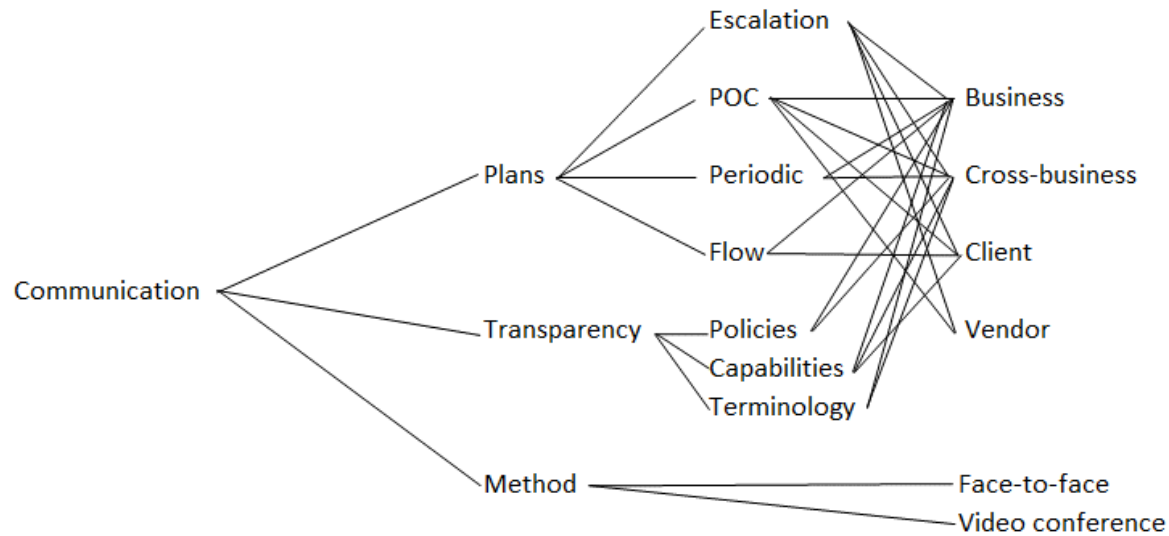 Escalation
POC
Business
Plans
Periodic
Cross-business
Flow
Client
Communication
Transparency
Policies
Vendor
Capabilities
Terminology
Method
Face-to-face
Video conference